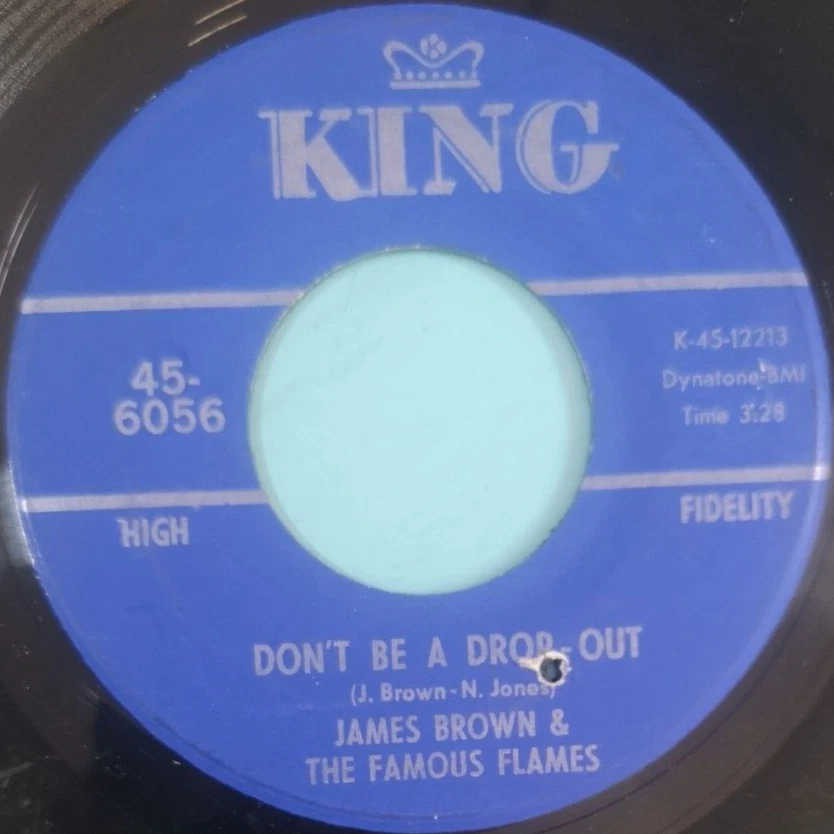 KING
45-
6056
K-45-12213
Dynatone-BMI
Time 3:28
HIGH
FIDELITY
DON'T BE A DROP-OUT
(J. Brown-N. Jones)
JAMES BROWN &
THE FAMOUS FLAMES